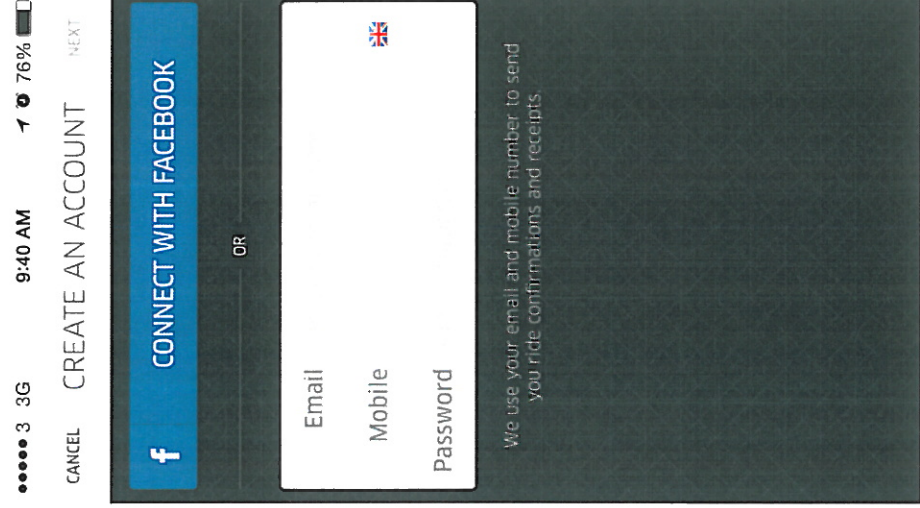 ●●●●● 3 3G 9:40 AM 76%
CANCEL CREATE AN ACCOUNT NEXT
f CONNECT WITH FACEBOOK
OR
Email
Mobile
Password
We use your email and mobile number to send
you ride confirmations and receipts.